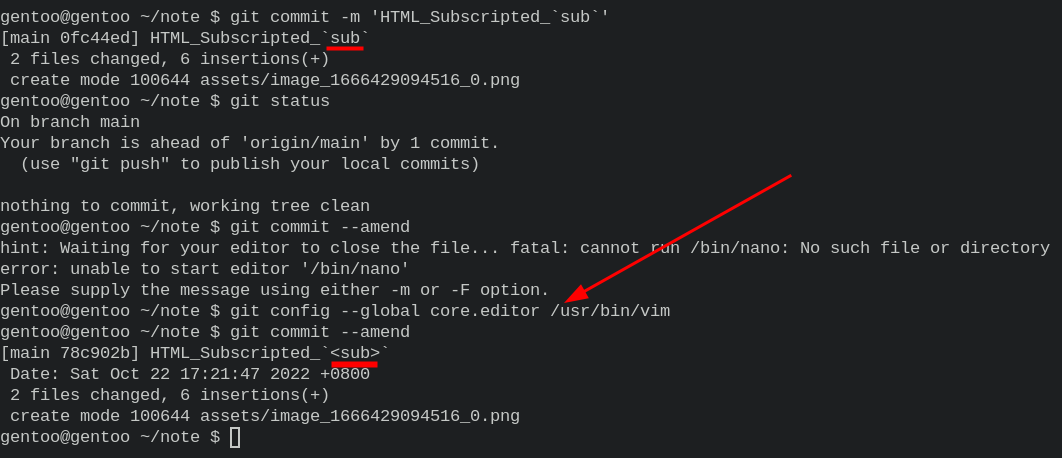 gentoo@gentoo ~/note $ git commit -m 'HTML_Subscripted_`sub`'
[main 0fc44ed] HTML_Subscripted_`sub`
 2 files changed, 6 insertions(+)
 create mode 100644 assets/image_1666429094516_0.png
gentoo@gentoo ~/note $ git status
On branch main
Your branch is ahead of 'origin/main' by 1 commit.
  (use "git push" to publish your local commits)

nothing to commit, working tree clean
gentoo@gentoo ~/note $ git commit --amend
hint: Waiting for your editor to close the file... fatal: cannot run /bin/nano: No such file or directory
error: unable to start editor '/bin/nano'
Please supply the message using either -m or -F option.
gentoo@gentoo ~/note $ git config --global core.editor /usr/bin/vim
gentoo@gentoo ~/note $ git commit --amend
[main 78c902b] HTML_Subscripted_`<sub>`
 Date: Sat Oct 22 17:21:47 2022 +0800
 2 files changed, 6 insertions(+)
 create mode 100644 assets/image_1666429094516_0.png
gentoo@gentoo ~/note $